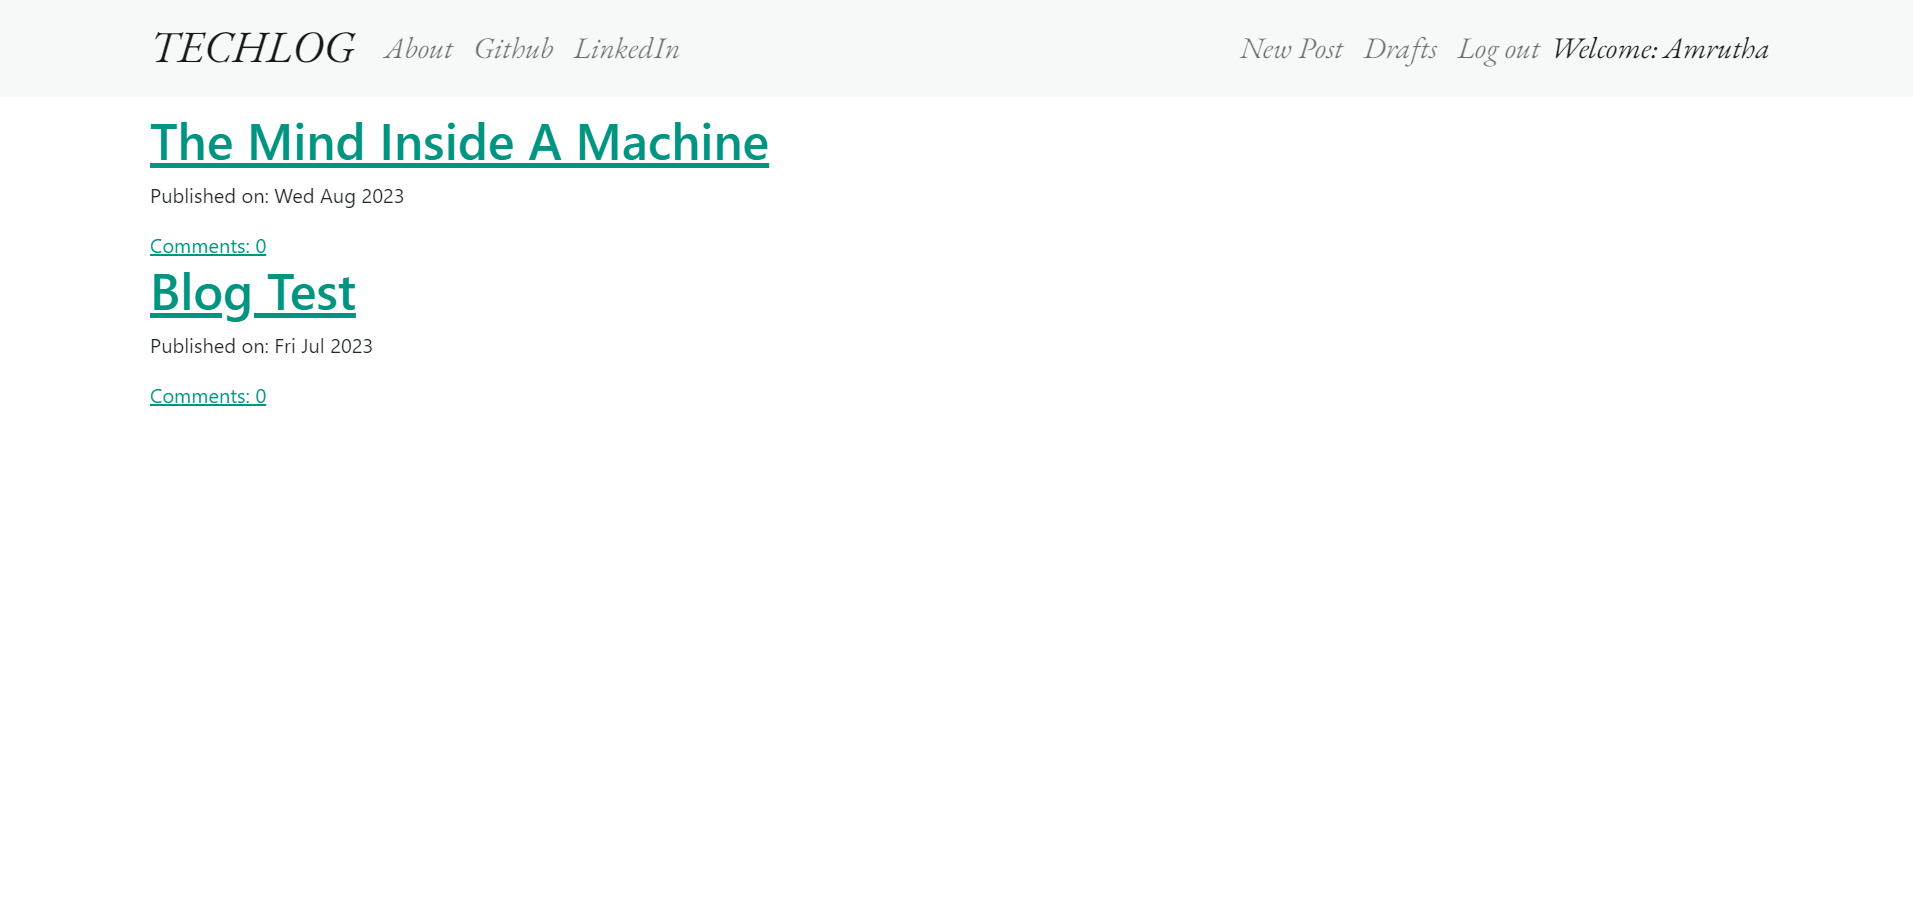 TECHLOG About Github LinkedIn New Post Drafts Log out Welcome: Amrutha
The Mind Inside A Machine
Published on: Wed Aug 2023
Comments: 0
Blog Test
Published on: Fri Jul 2023
Comments: 0